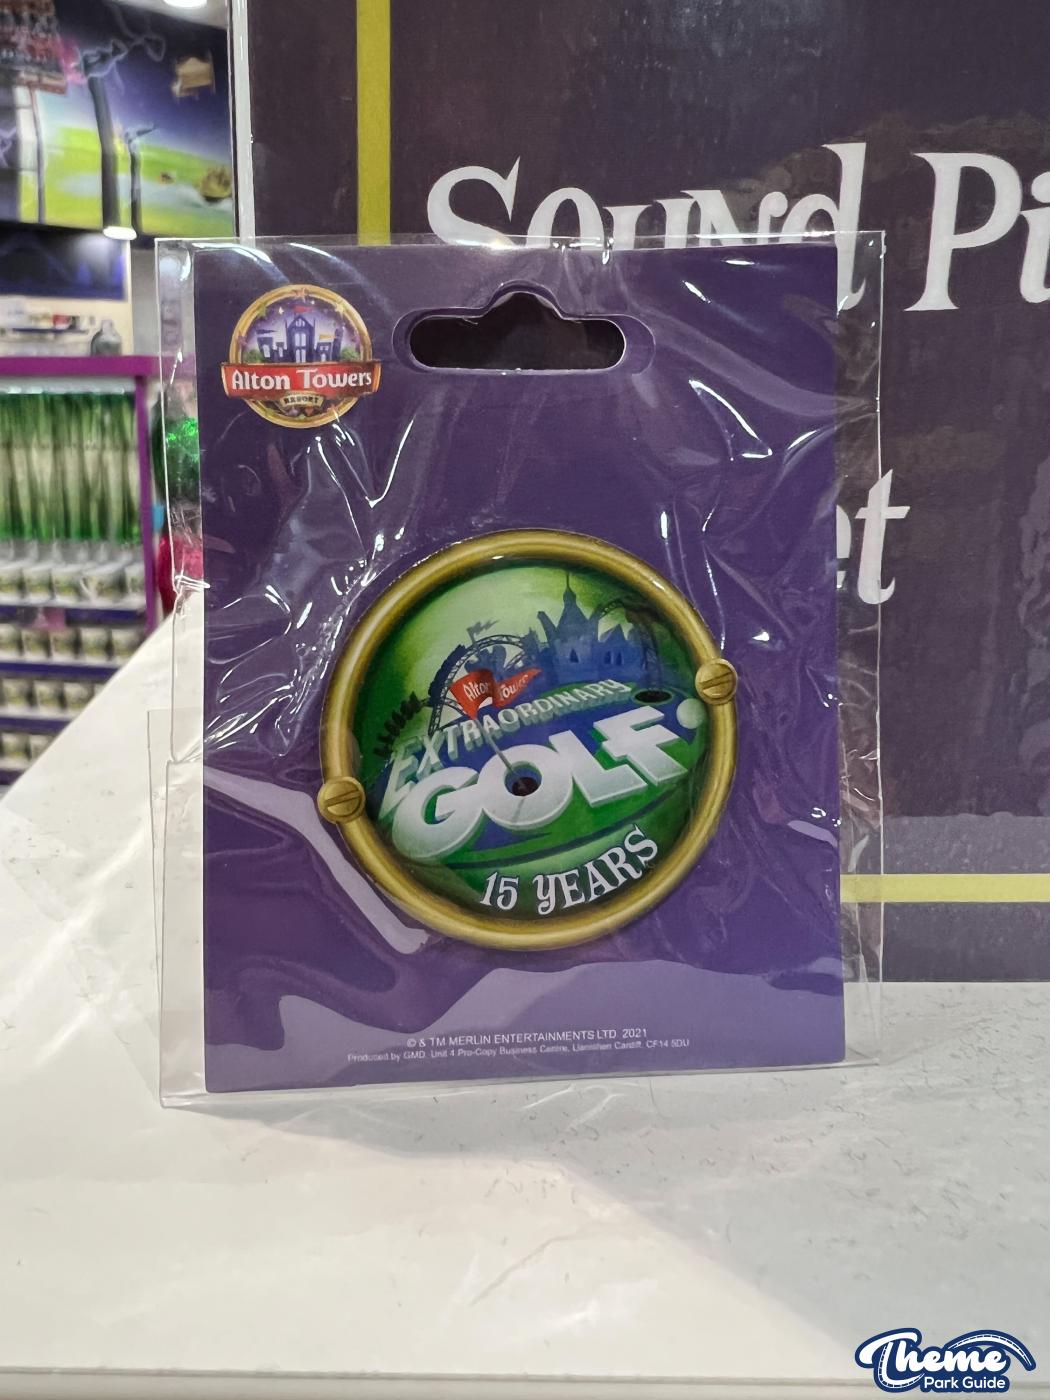 Sound Pi
et
Alton Towers
RESORT
Alton Towers
EXTRAORDINARY
GOLF
15 YEARS
© & TM MERLIN ENTERTAINMENTS LTD. 2021
Produced by GMD. Unit 4 Pro-Copy Business Centre, Llanishen Cardiff. CF14 5DU
Theme
Park Guide